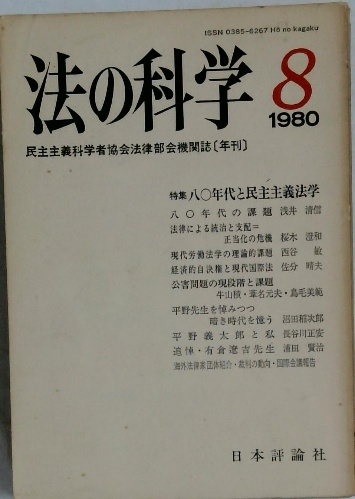 ISSN 0385-6267 Hō no kagaku
法の科学 8
1980
民主主義科学者協会法律部会機関誌〔年刊〕
特集 八〇年代と民主主義法学
八〇年代の課題 浅井 清信
法律による統治と支配＝
正当化の危機 桜木 澄和
現代労働法学の理論的課題 西谷 敏
経済的自決権と現代国際法 佐分 晴夫
公害問題の現段階と課題
牛山積・華名元夫・島毛美範
平野先生を悼みつつ
暗き時代を憶う 沼田稲次郎
平野義太郎と私 長谷川正安
追悼・有倉遼吉先生 浦田 賢治
海外法律家団体紹介・裁判の動向・国際会議報告
日本評論社